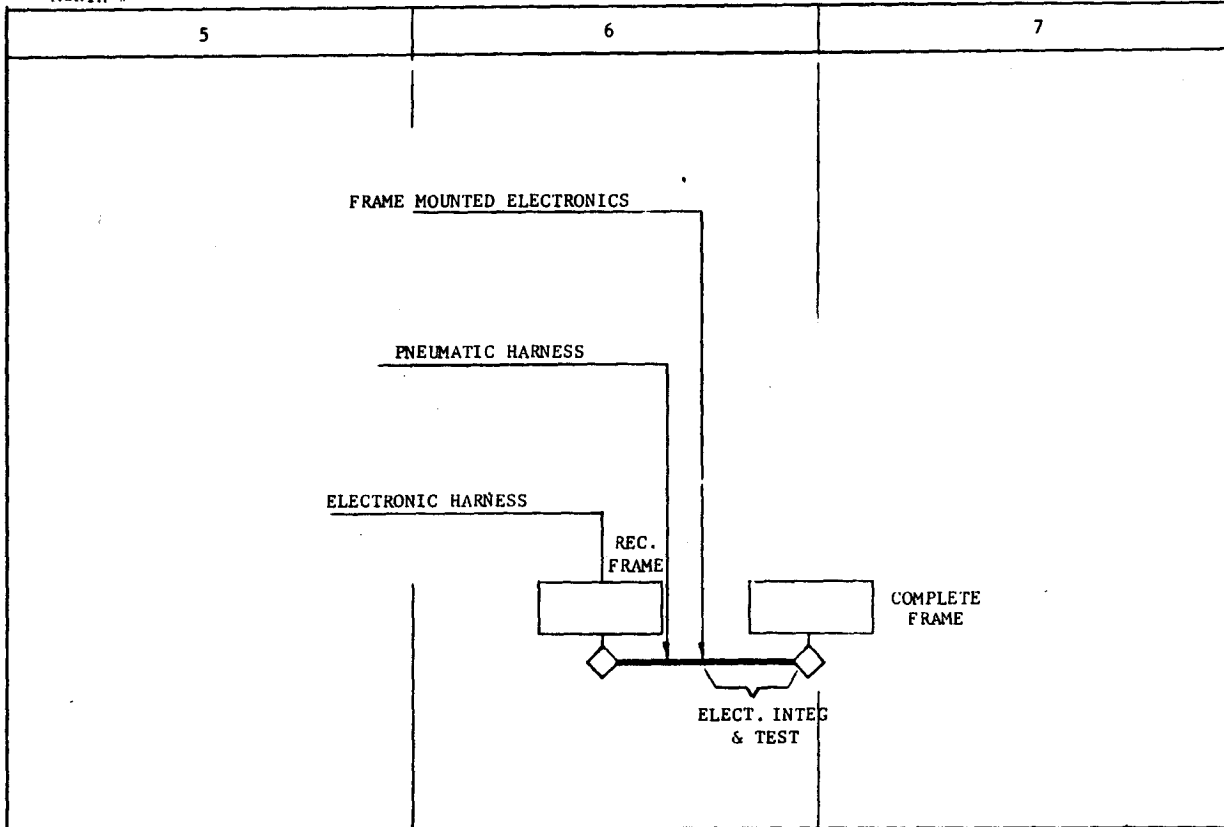 5 6 7
FRAME MOUNTED ELECTRONICS
PNEUMATIC HARNESS
ELECTRONIC HARNESS
REC.
FRAME
COMPLETE
FRAME
ELECT. INTEG
& TEST